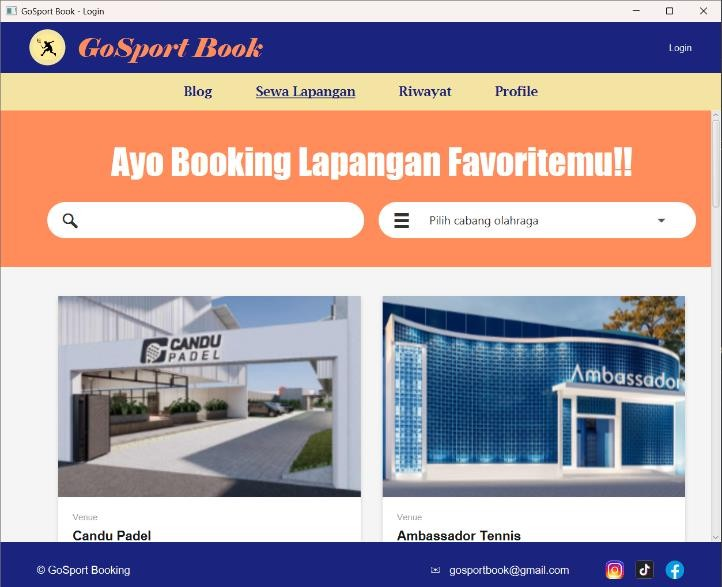 GoSport Book - Login
GoSport Book
Login
Blog
Sewa Lapangan
Riwayat
Profile
Ayo Booking Lapangan Favoritemu!!
Pilih cabang olahraga
CANDU
PADEL
Ambassador
Venue
Candu Padel
Venue
Ambassador Tennis
© GoSport Booking
gosportbook@gmail.com